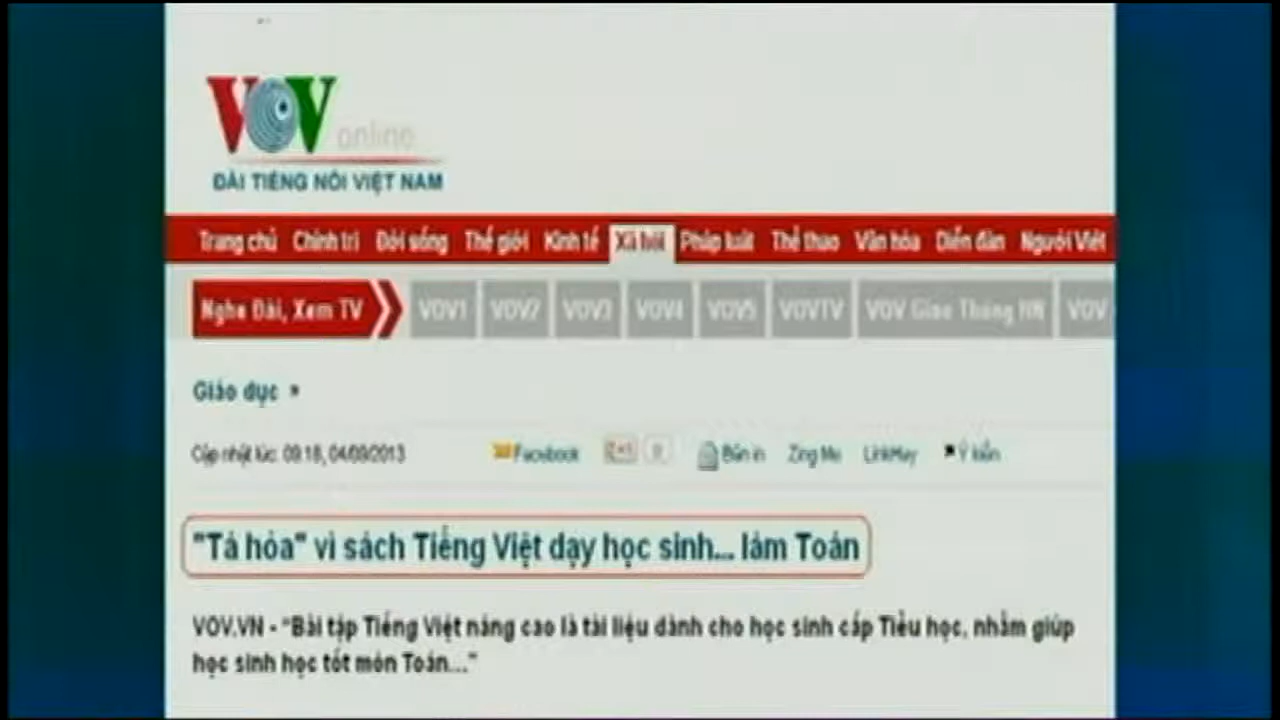 VOV online
ĐÀI TIẾNG NÓI VIỆT NAM
Trang chủ Chính trị Đời sống Thế giới Kinh tế Xã hội Pháp luật Thể thao Văn hóa Diễn đàn Người Việt
Nghe Đài, Xem TV VOV1 VOV2 VOV3 VOV4 VOV5 VOVTV VOV Giao Thông HN VOV
Giáo dục »
Cập nhật lúc: 09:18, 04/09/2013 Facebook +1 0 Bản in Zing Me LinkHay Ý kiến
"Tá hỏa" vì sách Tiếng Việt dạy học sinh... làm Toán
VOV.VN - "Bài tập Tiếng Việt nâng cao là tài liệu dành cho học sinh cấp Tiểu học, nhằm giúp
học sinh học tốt môn Toán..."